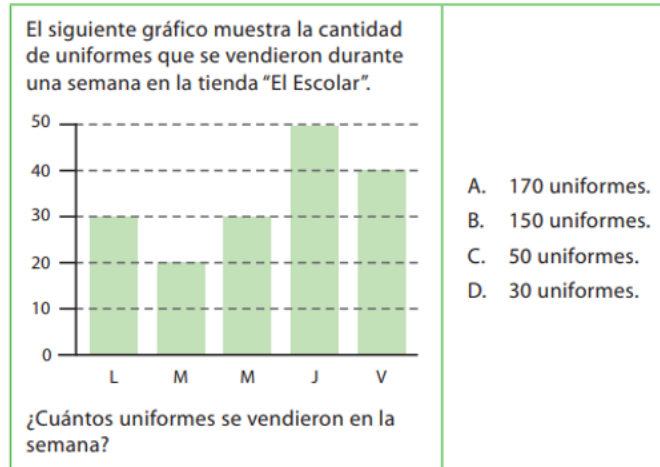 El siguiente gráfico muestra la cantidad
de uniformes que se vendieron durante
una semana en la tienda “El Escolar”.
50
40
30
20
10
0
L M M J V
¿Cuántos uniformes se vendieron en la
semana?
A. 170 uniformes.
B. 150 uniformes.
C. 50 uniformes.
D. 30 uniformes.